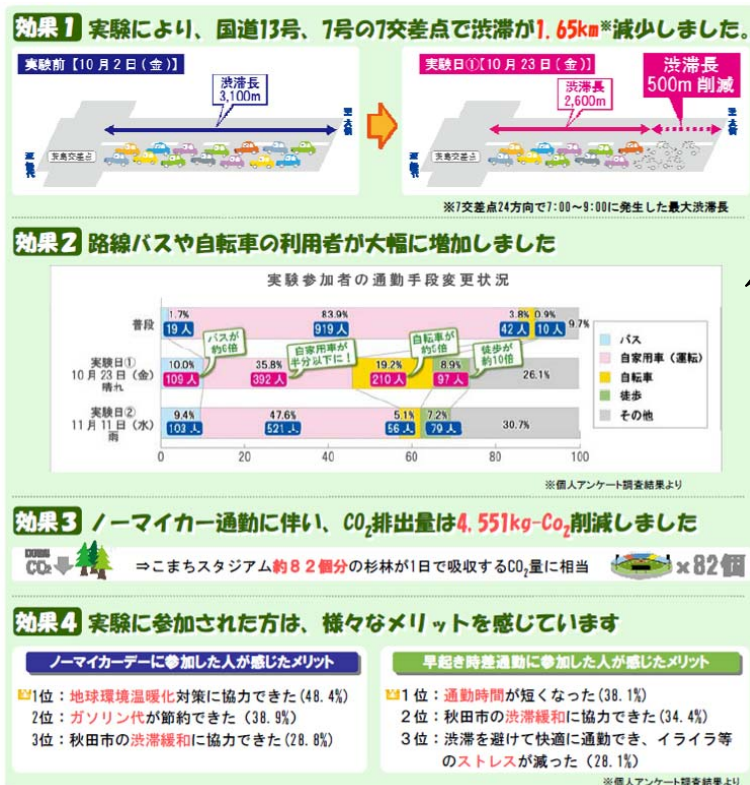 効果1 実験により、国道13号、7号の7交差点で渋滞が1.65km※減少しました。
実験前【10月2日(金)】
渋滞長
3,100m
茨島交差点
実験日①【10月23日(金)】
渋滞長
2,600m
渋滞長
500m 削減
茨島交差点
※7交差点24方向で7:00~9:00に発生した最大渋滞長
効果2 路線バスや自転車の利用者が大幅に増加しました
実験参加者の通勤手段変更状況
普段
1.7% 83.9% 3.8% 0.9% 9.7%
19人 919人 42人 10人
バスが
約6倍
自家用車が
半分以下に!
自転車が
約5倍
徒歩が
約10倍
実験日①
10月23日(金)
晴れ
10.0% 35.8% 19.2% 8.9% 26.1%
109人 392人 210人 97人
実験日②
11月11日(水)
雨
9.4% 47.6% 5.1% 7.2% 30.7%
103人 521人 56人 79人
0 20 40 60 80 100
バス
自家用車(運転)
自転車
徒歩
その他
※個人アンケート調査結果より
効果3 ノーマイカー通勤に伴い、CO2排出量は4.551kg-Co2削減しました
CO2
⇒こまちスタジアム約82個分の杉林が1日で吸収するCO2量に相当
×82個
効果4 実験に参加された方は、様々なメリットを感じています
ノーマイカーデーに参加した人が感じたメリット
1位:地球環境温暖化対策に協力できた(48.4%)
2位:ガソリン代が節約できた(38.9%)
3位:秋田市の渋滞緩和に協力できた(28.8%)
早起き時差通勤に参加した人が感じたメリット
1位:通勤時間が短くなった(38.1%)
2位:秋田市の渋滞緩和に協力できた(34.4%)
3位:渋滞を避けて快適に通勤でき、イライラ等
のストレスが減った(28.1%)
※個人アンケート調査結果より